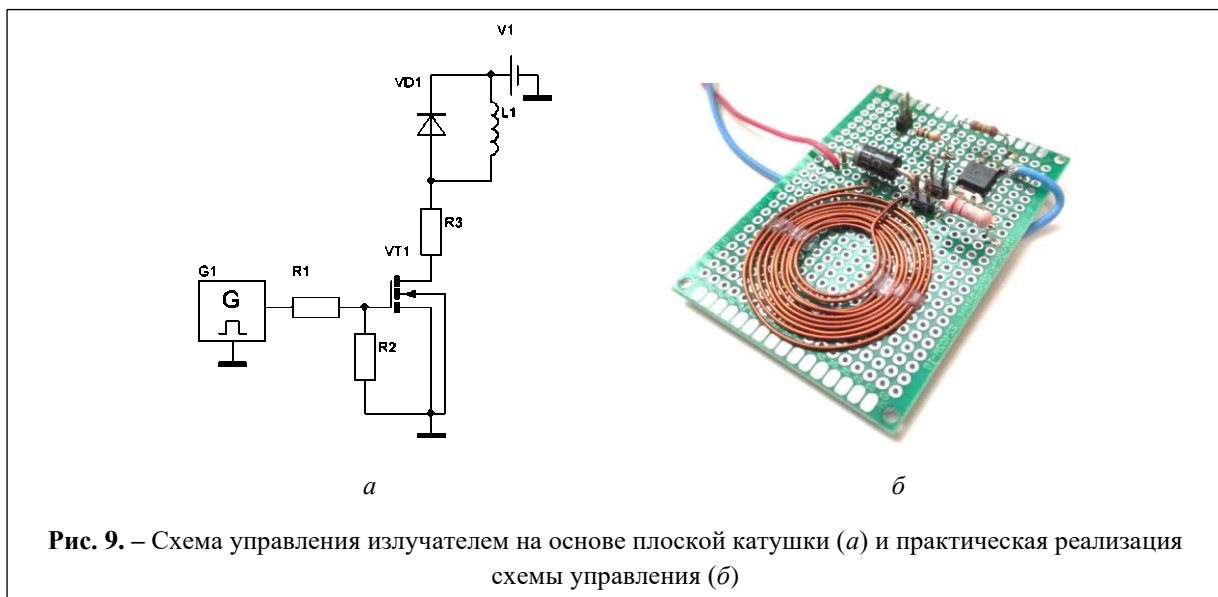 V1
VD1
L1
R3
VT1
G1
R1
G
R2
а
б
Рис. 9. – Схема управления излучателем на основе плоской катушки (а) и практическая реализация
схемы управления (б)